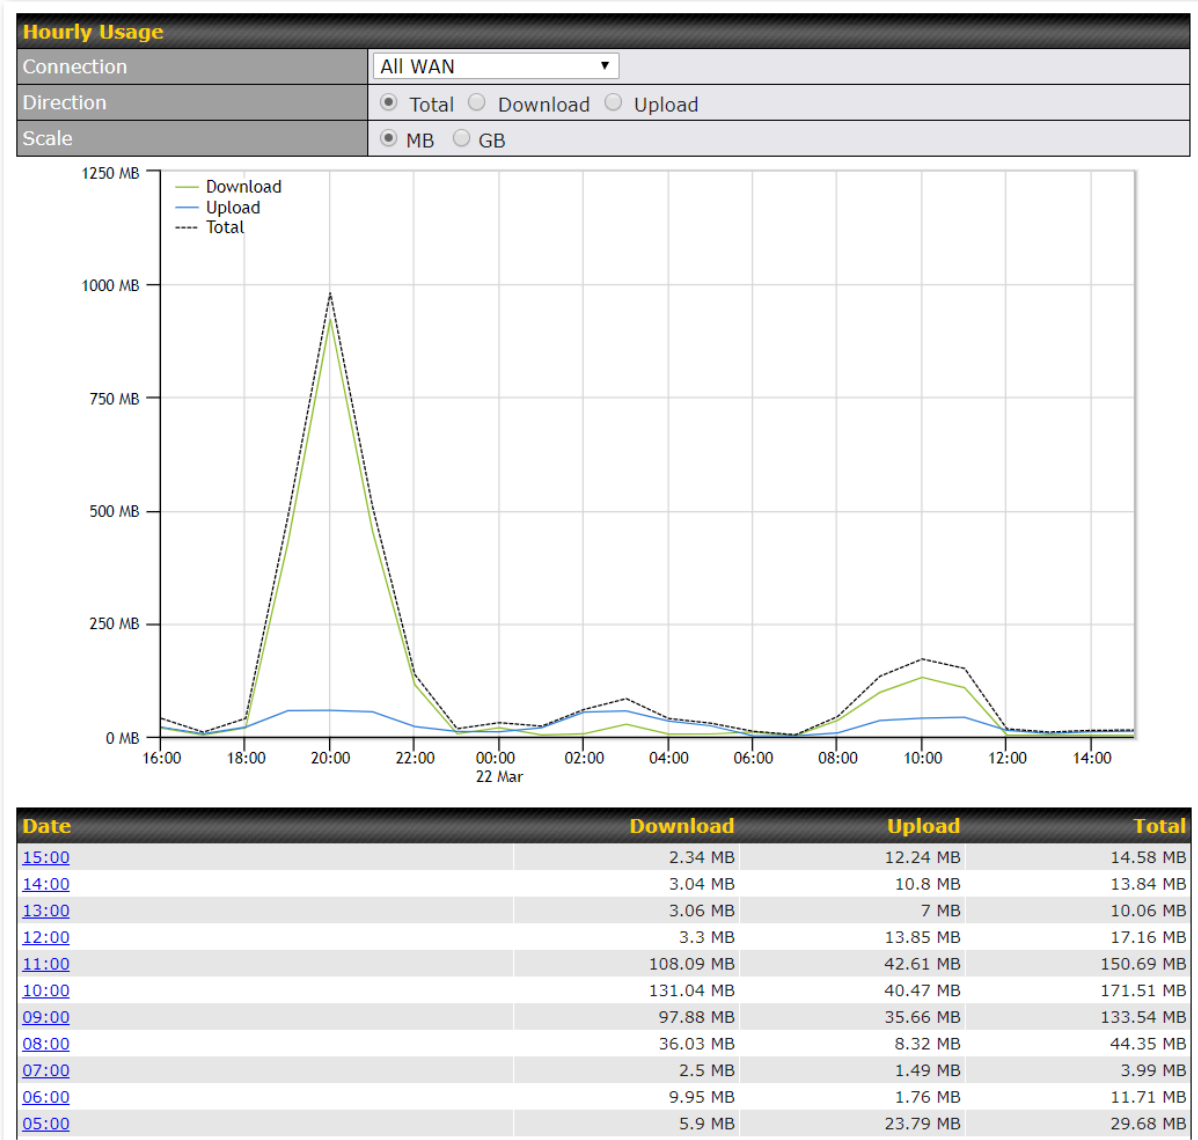 Hourly Usage
Connection All WAN
Direction Total Download Upload
Scale MB GB
1250 MB
Download
Upload
Total
1000 MB
750 MB
500 MB
250 MB
0 MB
16:00 18:00 20:00 22:00 00:00 02:00 04:00 06:00 08:00 10:00 12:00 14:00
22 Mar
Date Download Upload Total
15:00 2.34 MB 12.24 MB 14.58 MB
14:00 3.04 MB 10.8 MB 13.84 MB
13:00 3.06 MB 7 MB 10.06 MB
12:00 3.3 MB 13.85 MB 17.16 MB
11:00 108.09 MB 42.61 MB 150.69 MB
10:00 131.04 MB 40.47 MB 171.51 MB
09:00 97.88 MB 35.66 MB 133.54 MB
08:00 36.03 MB 8.32 MB 44.35 MB
07:00 2.5 MB 1.49 MB 3.99 MB
06:00 9.95 MB 1.76 MB 11.71 MB
05:00 5.9 MB 23.79 MB 29.68 MB